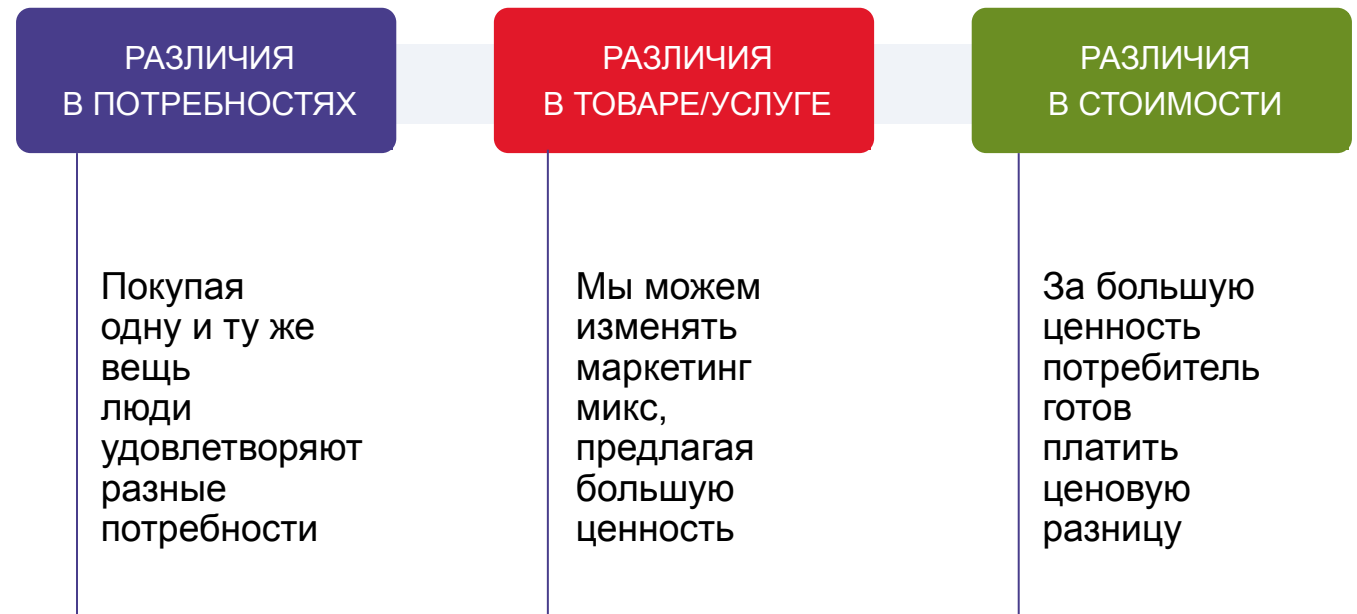 РАЗЛИЧИЯ
В ПОТРЕБНОСТЯХ
Покупая
одну и ту же
вещь
люди
удовлетворяют
разные
потребности
РАЗЛИЧИЯ
В ТОВАРЕ/УСЛУГЕ
Мы можем
изменять
маркетинг
микс,
предлагая
большую
ценность
РАЗЛИЧИЯ
В СТОИМОСТИ
За большую
ценность
потребитель
готов
платить
ценовую
разницу